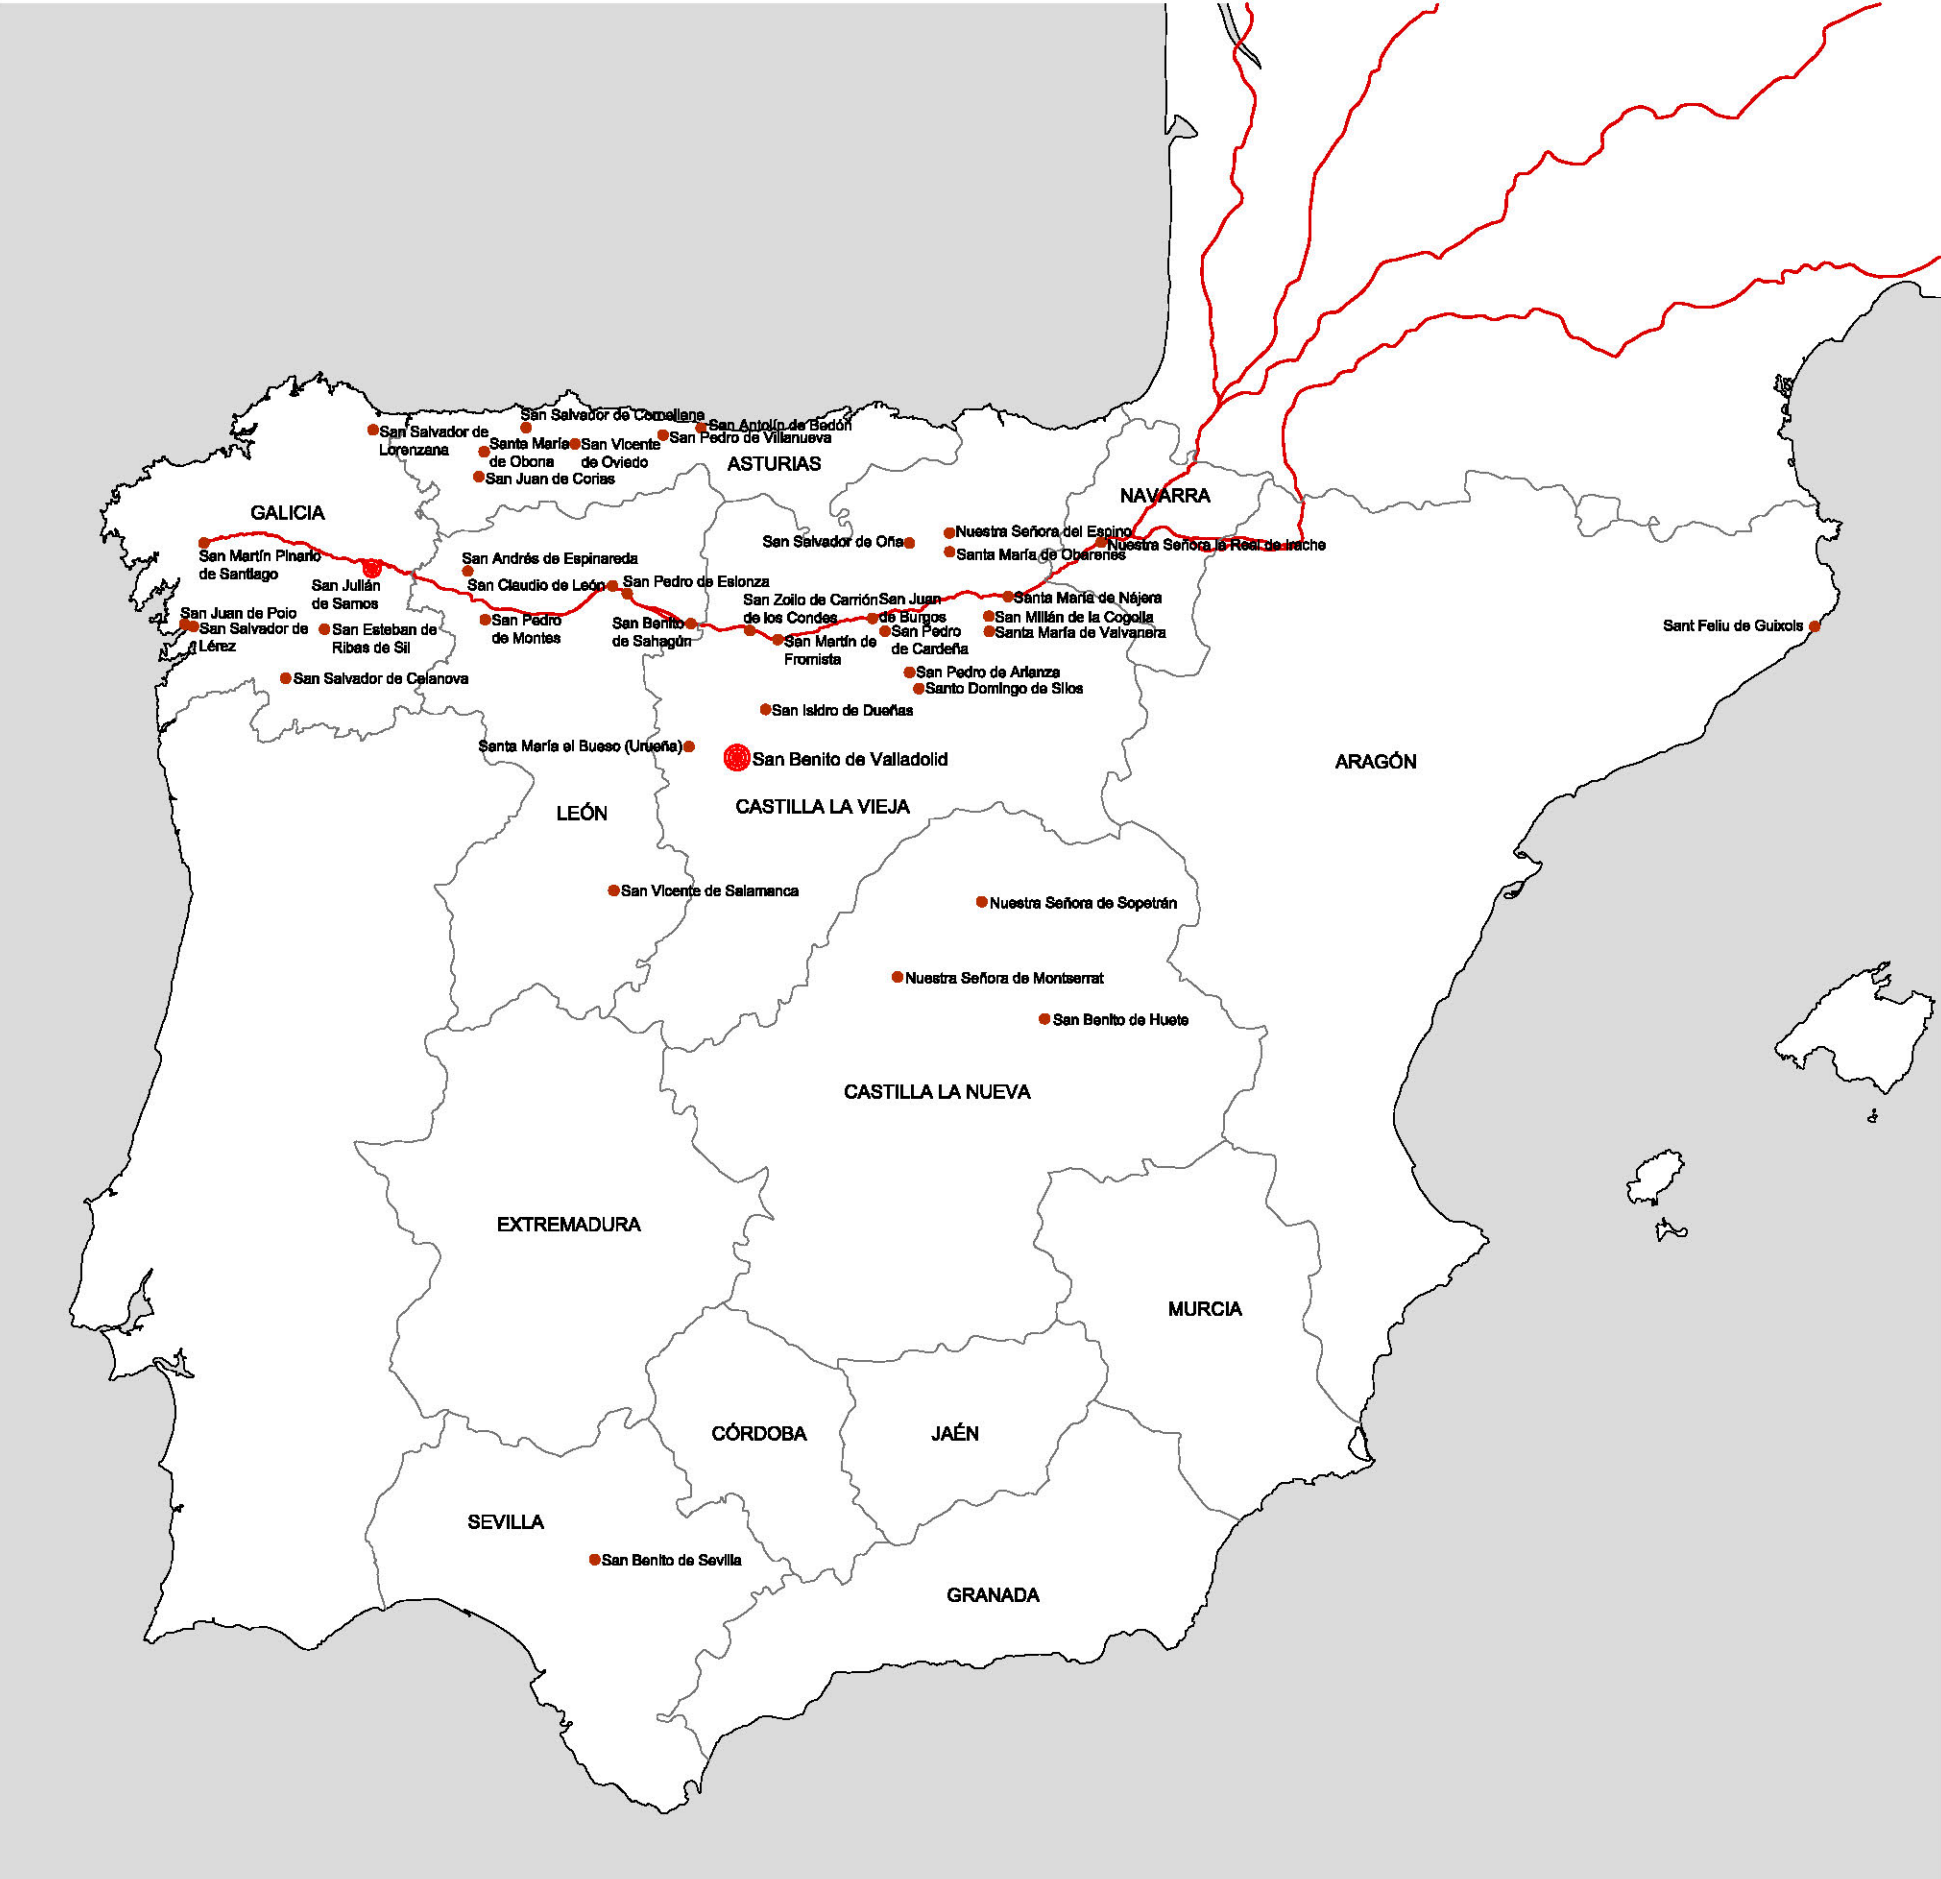 San Salvador de Cornellana
San Antolín de Bedón
San Salvador de
Lorenzana
Santa María
de Obona
San Vicente
de Oviedo
San Pedro de Villanueva
ASTURIAS
San Juan de Corias
NAVARRA
GALICIA
Nuestra Señora del Espino
San Salvador de Oña
Nuestra Señora la Real de Irache
Santa María de Obarenes
San Martín Pinario
de Santiago
San Andrés de Espinareda
San Julián
de Samos
San Claudio de León
San Pedro de Eslonza
San Zoilo de Carrión
de los Condes
San Juan
de Burgos
Santa María de Nájera
San Juan de Poio
San Salvador de
Lérez
San Esteban de
Ribas de Sil
San Pedro
de Montes
San Benito
de Sahagún
San Martín de
Fromista
San Pedro
de Cardeña
San Millán de la Cogolla
Santa María de Valvanera
Sant Feliu de Guixols
San Salvador de Celanova
San Pedro de Arlanza
Santo Domingo de Silos
San Isidro de Dueñas
Santa María el Bueso (Urueña)
San Benito de Valladolid
ARAGÓN
LEÓN
CASTILLA LA VIEJA
San Vicente de Salamanca
Nuestra Señora de Sopetrán
Nuestra Señora de Montserrat
San Benito de Huete
CASTILLA LA NUEVA
EXTREMADURA
MURCIA
CÓRDOBA
JAÉN
SEVILLA
San Benito de Sevilla
GRANADA